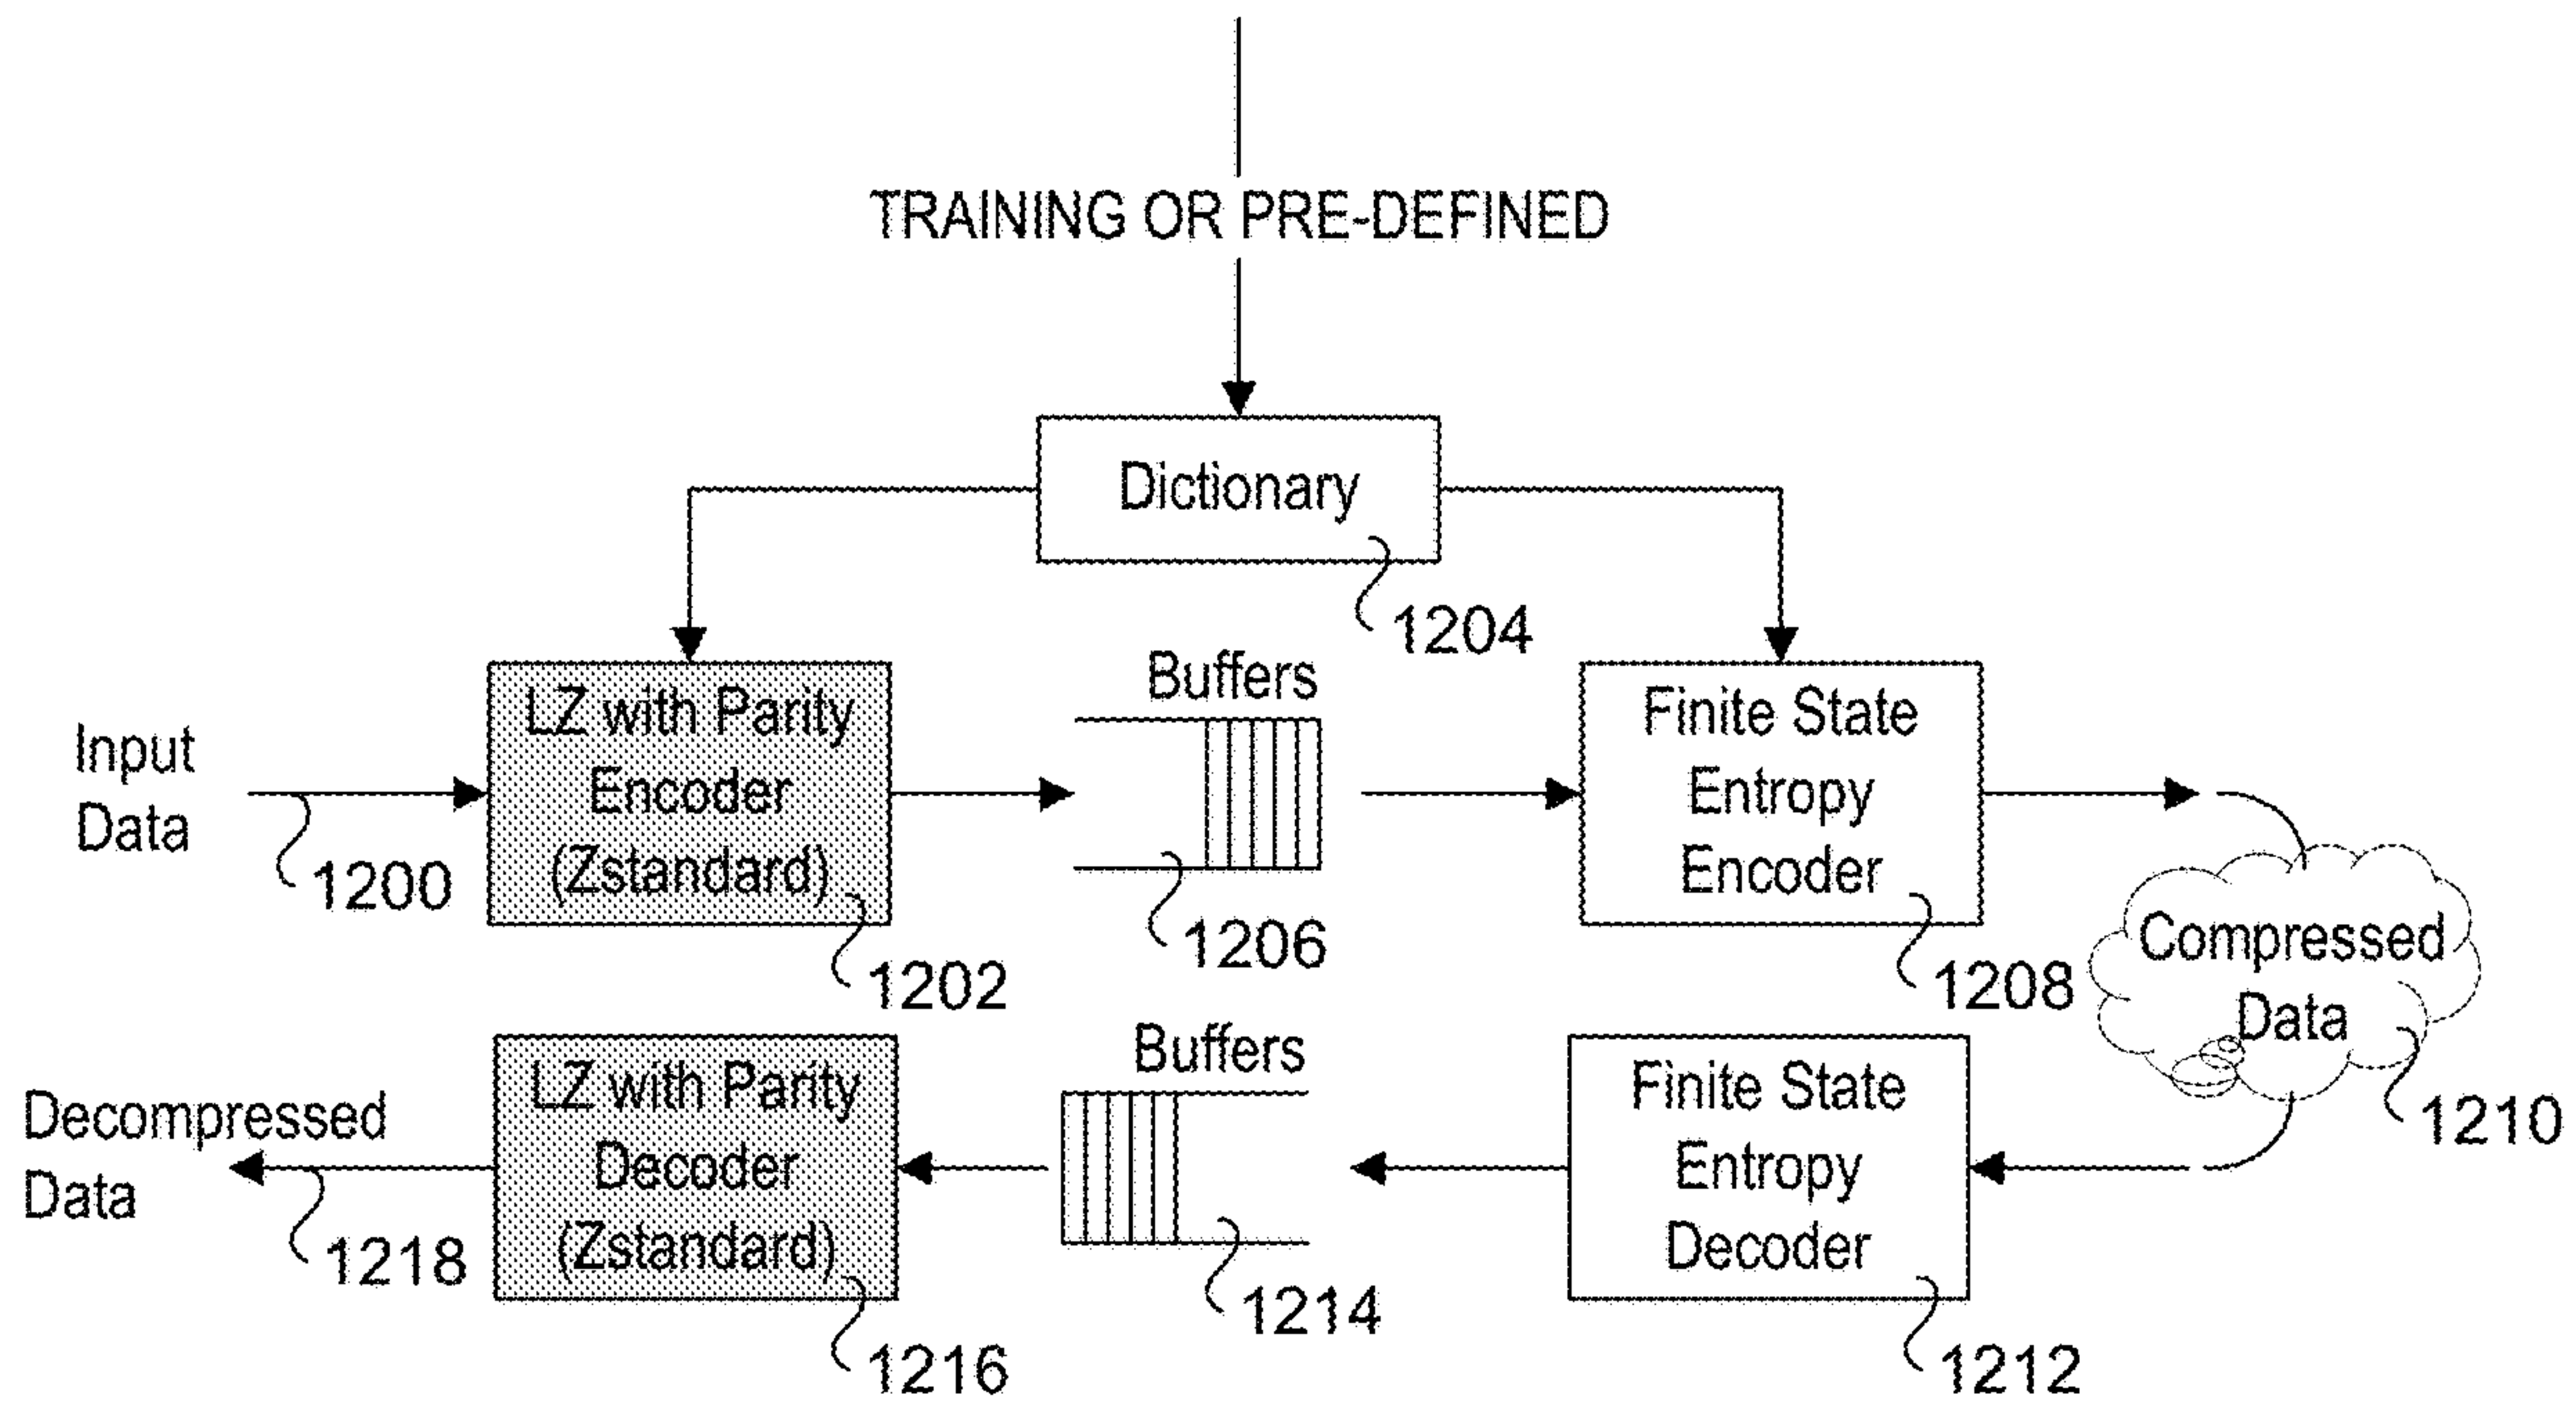 TRAINING OR PRE-DEFINED
Dictionary
1204
Input
Data
1200
LZ with Parity
Encoder
(Zstandard)
1202
Buffers
1206
Finite State
Entropy
Encoder
1208
Compressed
Data
1210
Decompressed
Data
1218
LZ with Parity
Decoder
(Zstandard)
1216
Buffers
1214
Finite State
Entropy
Decoder
1212